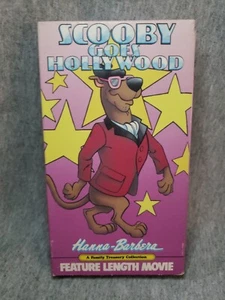 SCOOBY
GOES
HOLLYWOOD
Hanna-Barbera
A Family Treasury Collection
FEATURE LENGTH MOVIE